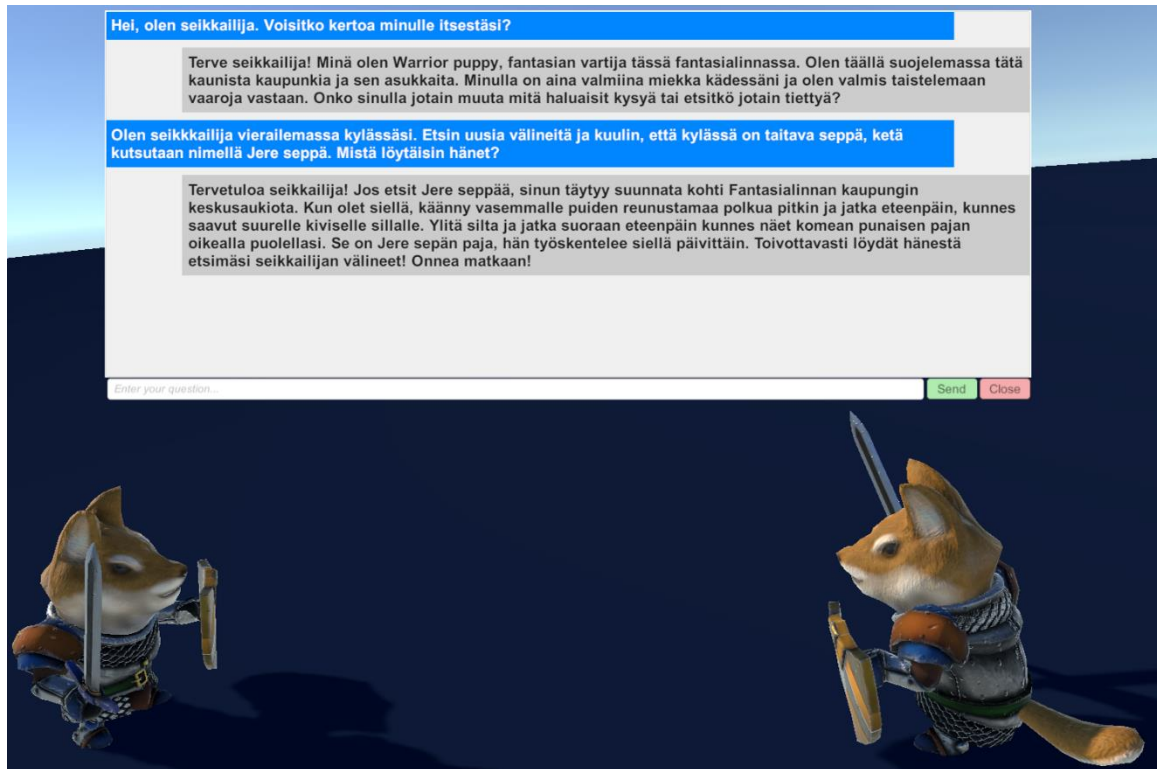 Hei, olen seikkailija. Voisitko kertoa minulle itsestäsi?
Terve seikkailija! Minä olen Warrior puppy, fantasian vartija tässä fantasialinnassa. Olen täällä suojelemassa tätä
kaunista kaupunkia ja sen asukkaita. Minulla on aina valmiina miekka kädessäni ja olen valmis taistelemaan
vaaroja vastaan. Onko sinulla jotain muuta mitä haluaisit kysyä tai etsitkö jotain tiettyä?
Olen seikkkailija vierailemassa kylässäsi. Etsin uusia välineitä ja kuulin, että kylässä on taitava seppä, ketä
kutsutaan nimellä Jere seppä. Mistä löytäisin hänet?
Tervetuloa seikkailija! Jos etsit Jere seppää, sinun täytyy suunnata kohti Fantasialinnan kaupungin
keskusaukiota. Kun olet siellä, käänny vasemmalle puiden reunustamaa polkua pitkin ja jatka eteenpäin, kunnes
saavut suurelle kiviselle sillalle. Ylitä silta ja jatka suoraan eteenpäin kunnes näet komean punaisen pajan
oikealla puolellasi. Se on Jere sepän paja, hän työskentelee siellä päivittäin. Toivottavasti löydät hänestä
etsimäsi seikkailijan välineet! Onnea matkaan!
Enter your question...
Send
Close